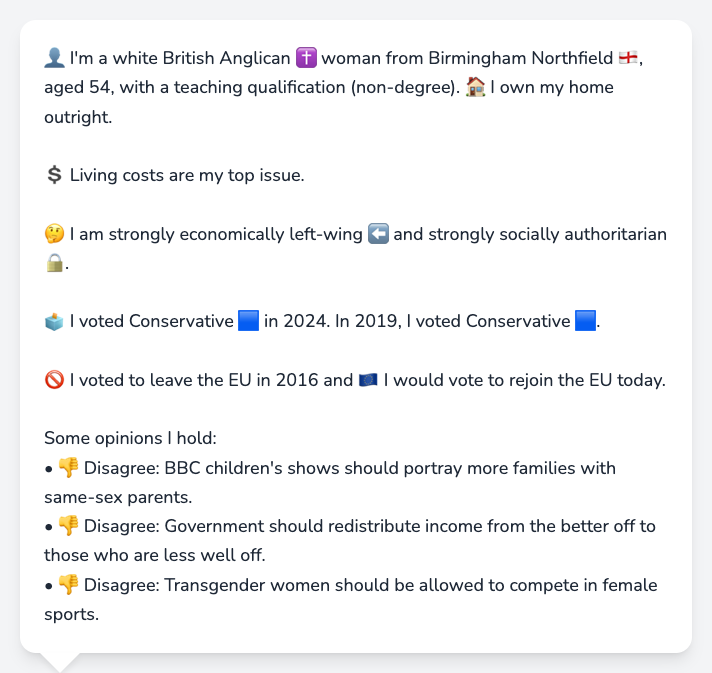 👤 I'm a white British Anglican ✝️ woman from Birmingham Northfield 🏴󠁧󠁢󠁥󠁮󠁧󠁿,
aged 54, with a teaching qualification (non-degree). 🏠 I own my home
outright.
💲 Living costs are my top issue.
🤔 I am strongly economically left-wing ⬅️ and strongly socially authoritarian
🔒.
🗳️ I voted Conservative 🟦 in 2024. In 2019, I voted Conservative 🟦.
🚫 I voted to leave the EU in 2016 and 🇪🇺 I would vote to rejoin the EU today.
Some opinions I hold:
• 👎 Disagree: BBC children's shows should portray more families with
same-sex parents.
• 👎 Disagree: Government should redistribute income from the better off to
those who are less well off.
• 👎 Disagree: Transgender women should be allowed to compete in female
sports.